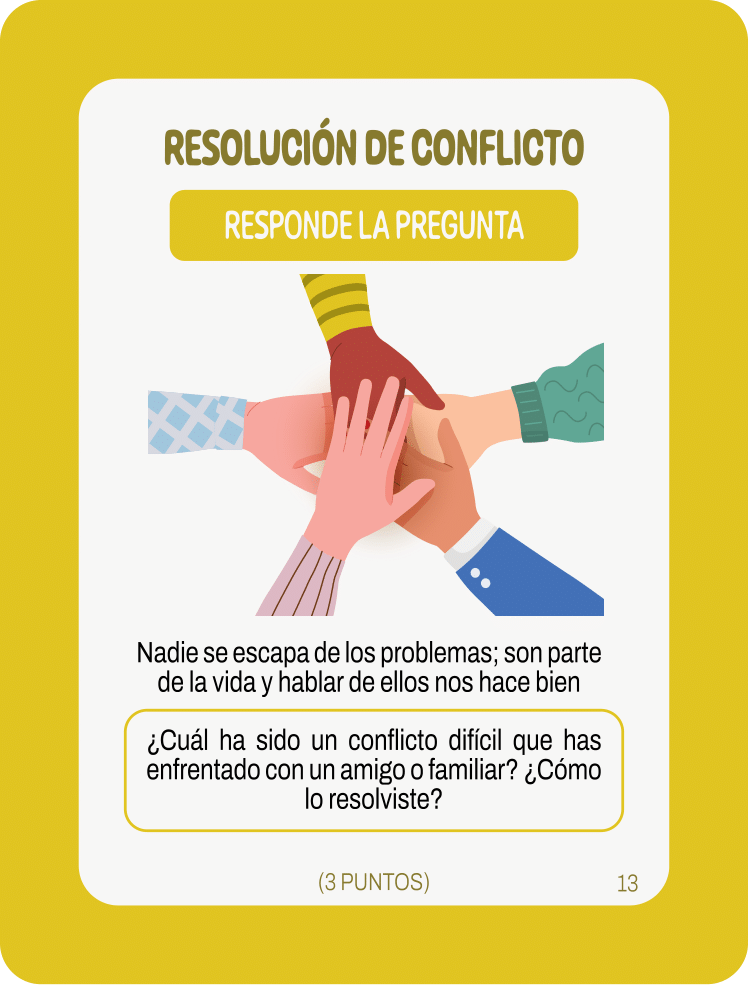 RESOLUCIÓN DE CONFLICTO
RESPONDE LA PREGUNTA
Nadie se escapa de los problemas; son parte
de la vida y hablar de ellos nos hace bien
¿Cuál ha sido un conflicto difícil que has
enfrentado con un amigo o familiar? ¿Cómo
lo resolviste?
(3 PUNTOS)
13